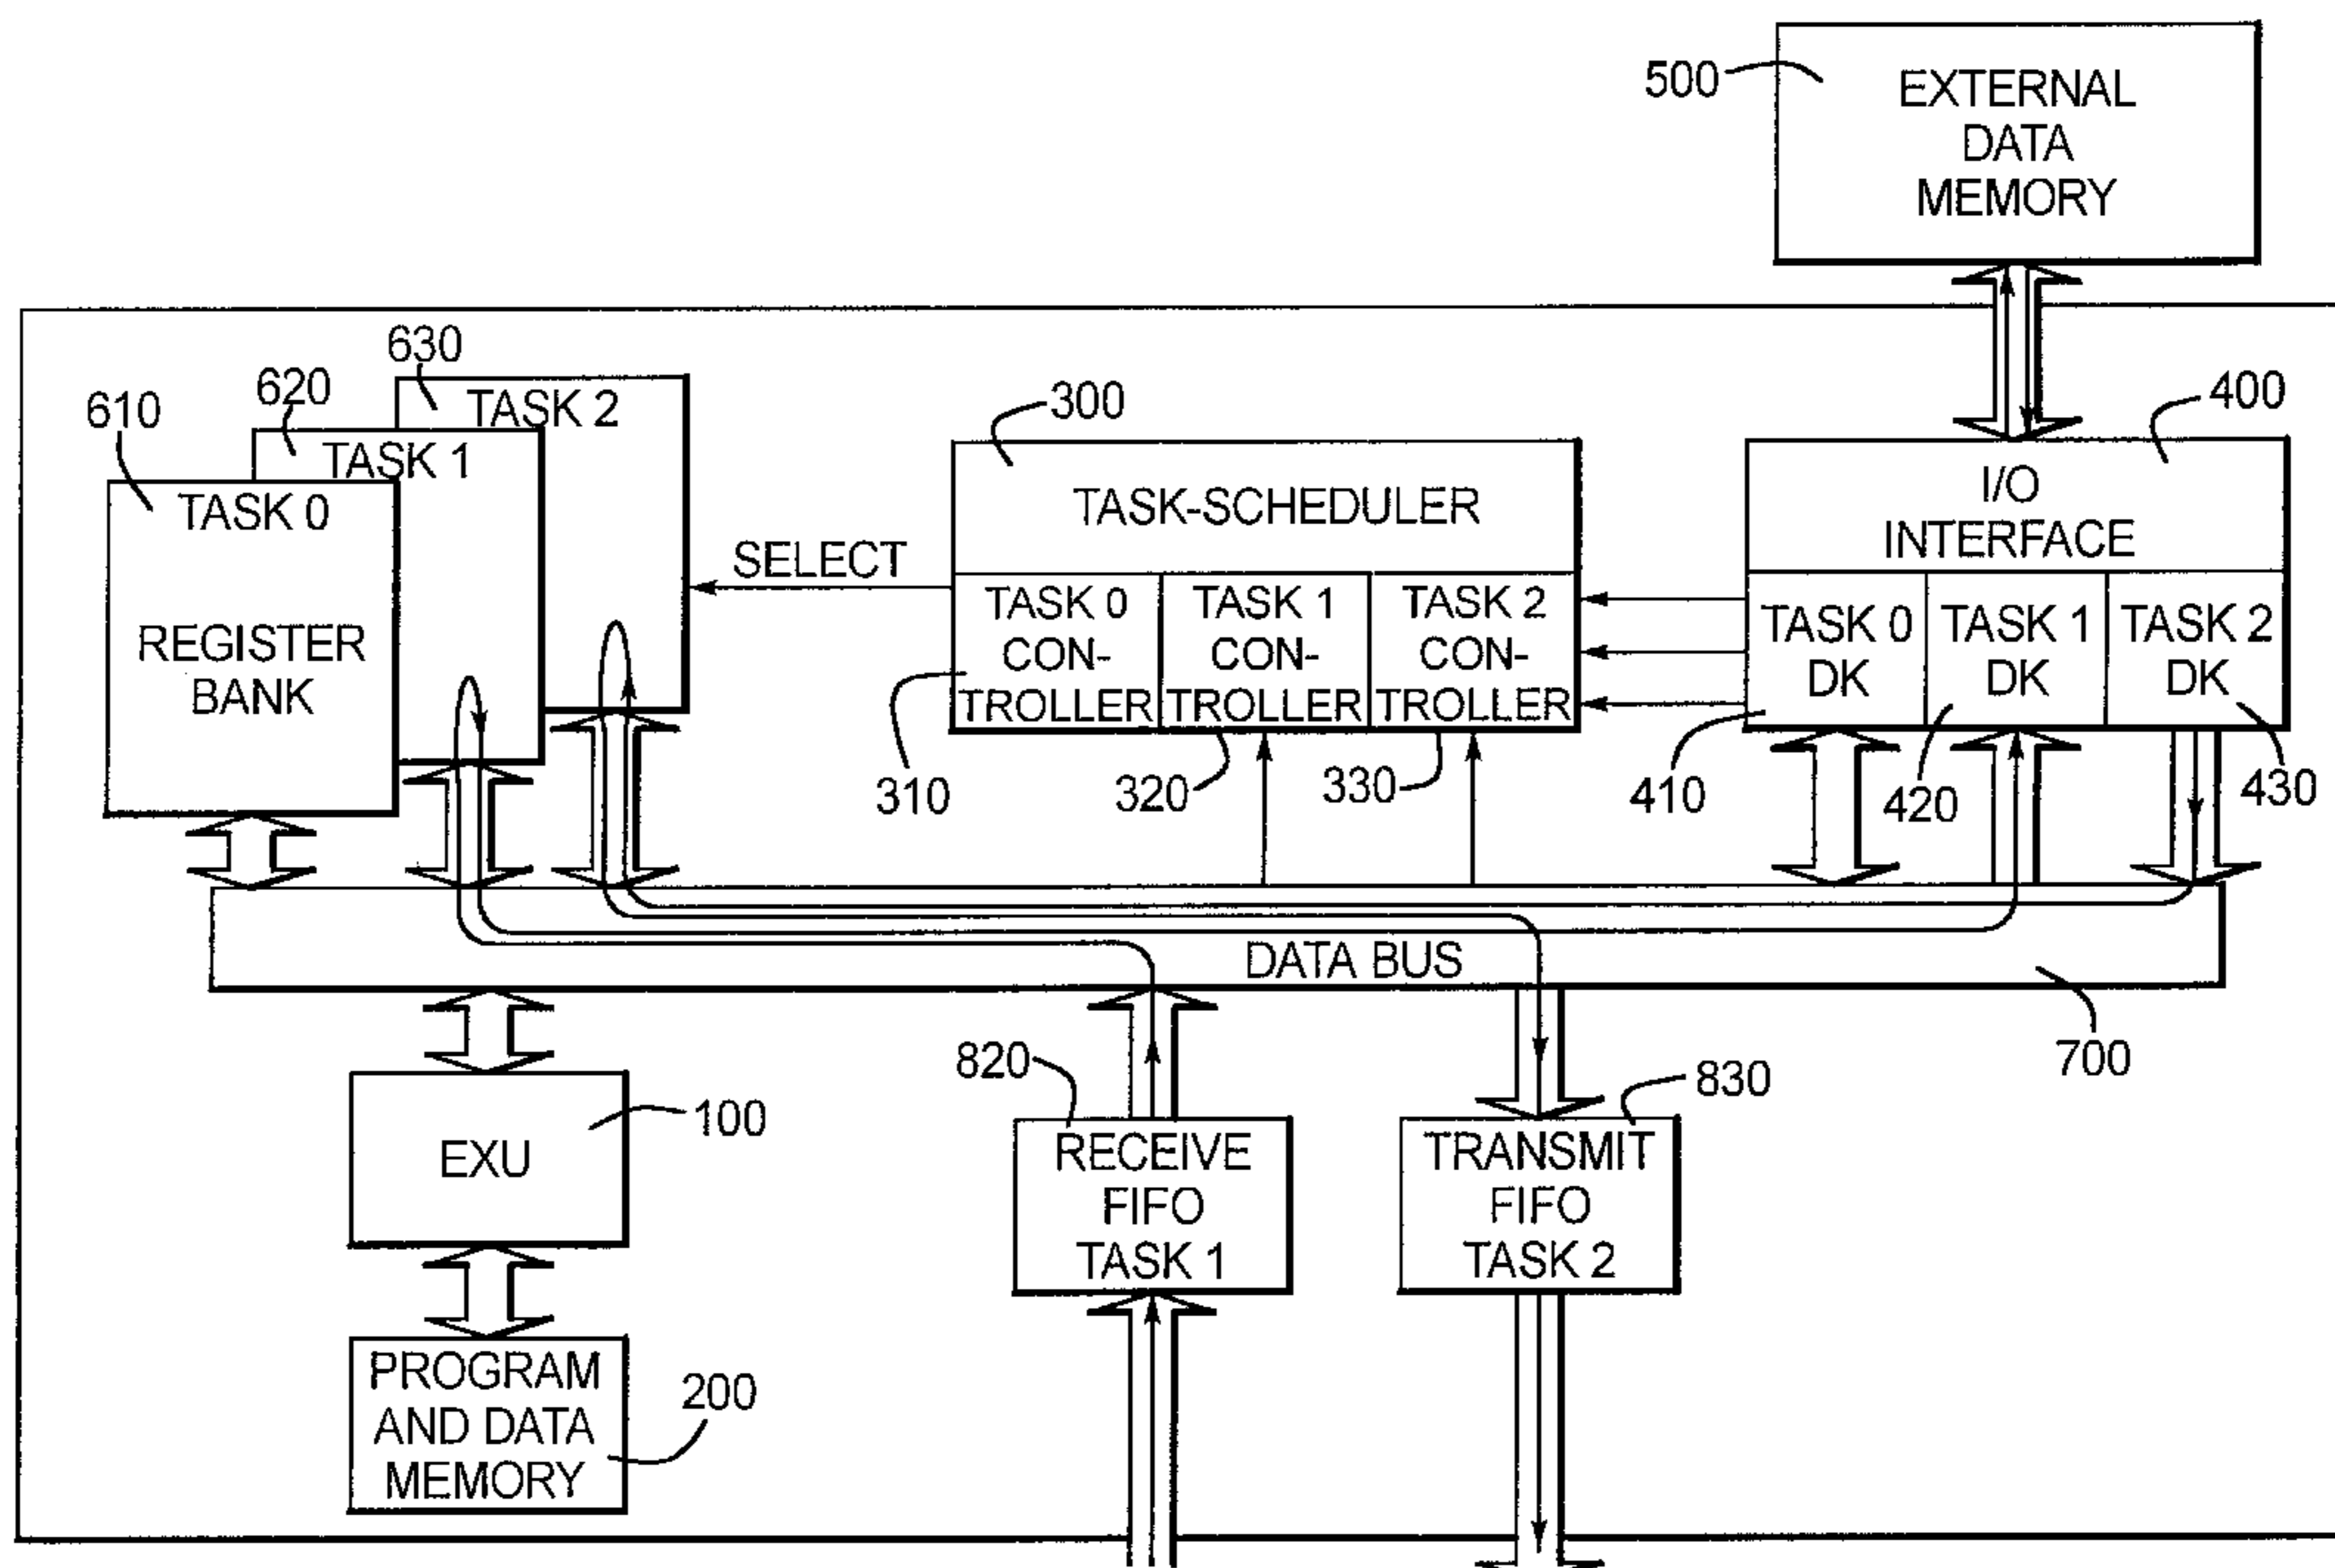 500
EXTERNAL
DATA
MEMORY
630
620
610
TASK 2
TASK 1
TASK 0
REGISTER
BANK
SELECT
300
TASK-SCHEDULER
TASK 0
CON-
TROLLER
TASK 1
CON-
TROLLER
TASK 2
CON-
TROLLER
310
320
330
400
I/O
INTERFACE
TASK 0
DK
TASK 1
DK
TASK 2
DK
410
420
430
DATA BUS
700
EXU
100
820
RECEIVE
FIFO
TASK 1
830
TRANSMIT
FIFO
TASK 2
PROGRAM
AND DATA
MEMORY
200